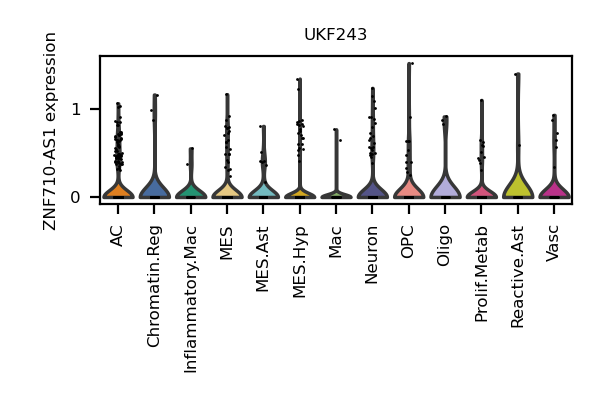 UKF243
ZNF710-AS1 expression
1
0
AC
Chromatin.Reg
Inflammatory.Mac
MES
MES.Ast
MES.Hyp
Mac
Neuron
OPC
Oligo
Prolif.Metab
Reactive.Ast
Vasc